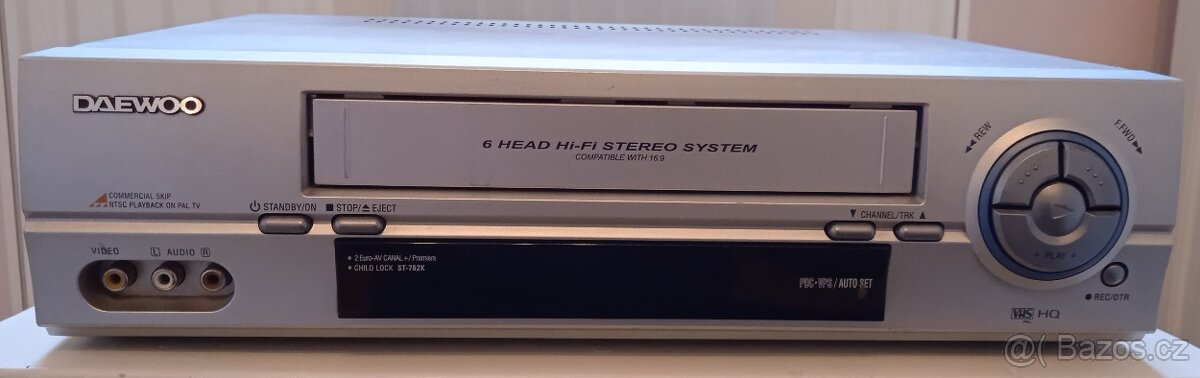 DAEWOO
6 HEAD Hi-Fi STEREO SYSTEM
COMPATIBLE WITH 16:9
◀◀ REW
F.FWD ▶▶
COMMERCIAL SKIP
NTSC PLAYBACK ON PAL TV
⏻ STANDBY/ON ■ STOP/⏏ EJECT
▼ CHANNEL/TRK ▲
VIDEO L AUDIO R
• 2 Euro-AV CANAL+/ Premiere
• CHILD LOCK ST-762K
PDC•VPS/AUTO SET
• PLAY •
● REC/OTR
VHS HQ
PAL
@( Bazos.cz